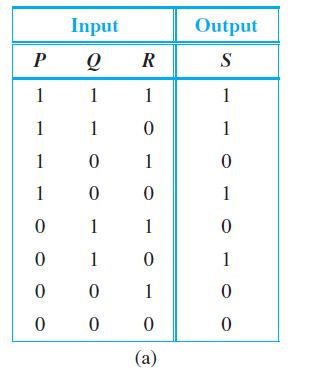 Input Output
P Q R S
1 1 1 1
1 1 0 1
1 0 1 0
1 0 0 1
0 1 1 0
0 1 0 1
0 0 1 0
0 0 0 0
(a)